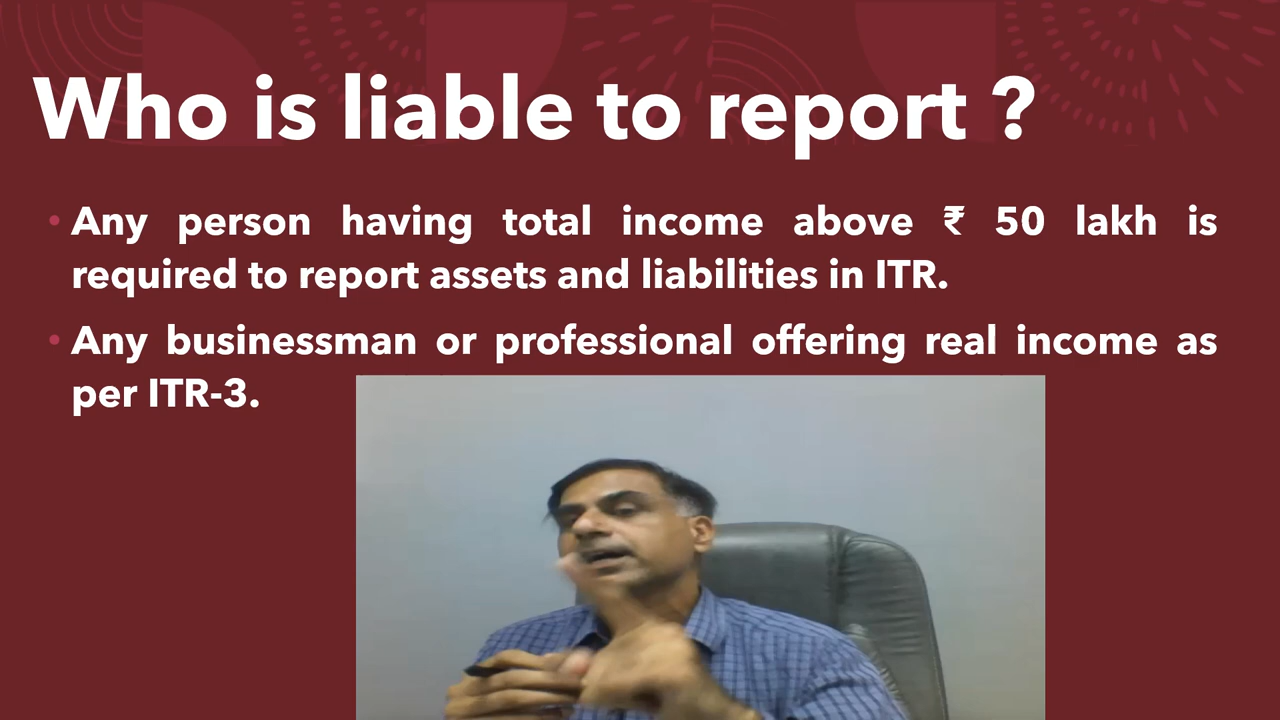 Who is liable to report ?
• Any person having total income above ₹ 50 lakh is
required to report assets and liabilities in ITR.
• Any businessman or professional offering real income as
per ITR-3.